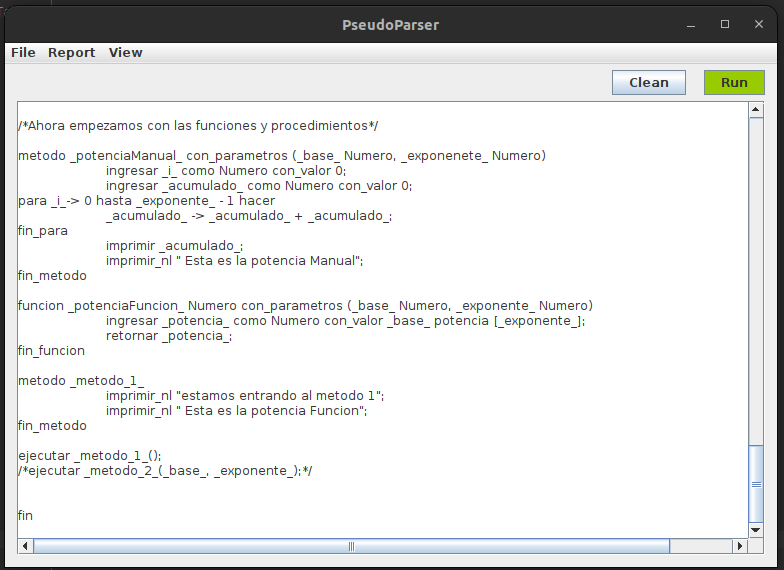 PseudoParser
File Report View
Clean Run
/*Ahora empezamos con las funciones y procedimientos*/
metodo _potenciaManual_ con_parametros (_base_ Numero, _exponenete_ Numero)
ingresar _i_ como Numero con_valor 0;
ingresar _acumulado_ como Numero con_valor 0;
para _i_-> 0 hasta _exponente_ - 1 hacer
_acumulado_ -> _acumulado_ + _acumulado_;
fin_para
imprimir _acumulado_;
imprimir_nl " Esta es la potencia Manual";
fin_metodo
funcion _potenciaFuncion_ Numero con_parametros (_base_ Numero, _exponente_ Numero)
ingresar _potencia_ como Numero con_valor _base_ potencia [_exponente_];
retornar _potencia_;
fin_funcion
metodo _metodo_1_
imprimir_nl "estamos entrando al metodo 1";
imprimir_nl " Esta es la potencia Funcion";
fin_metodo
ejecutar _metodo_1_();
/*ejecutar _metodo_2_(_base_, _exponente_);*/
fin